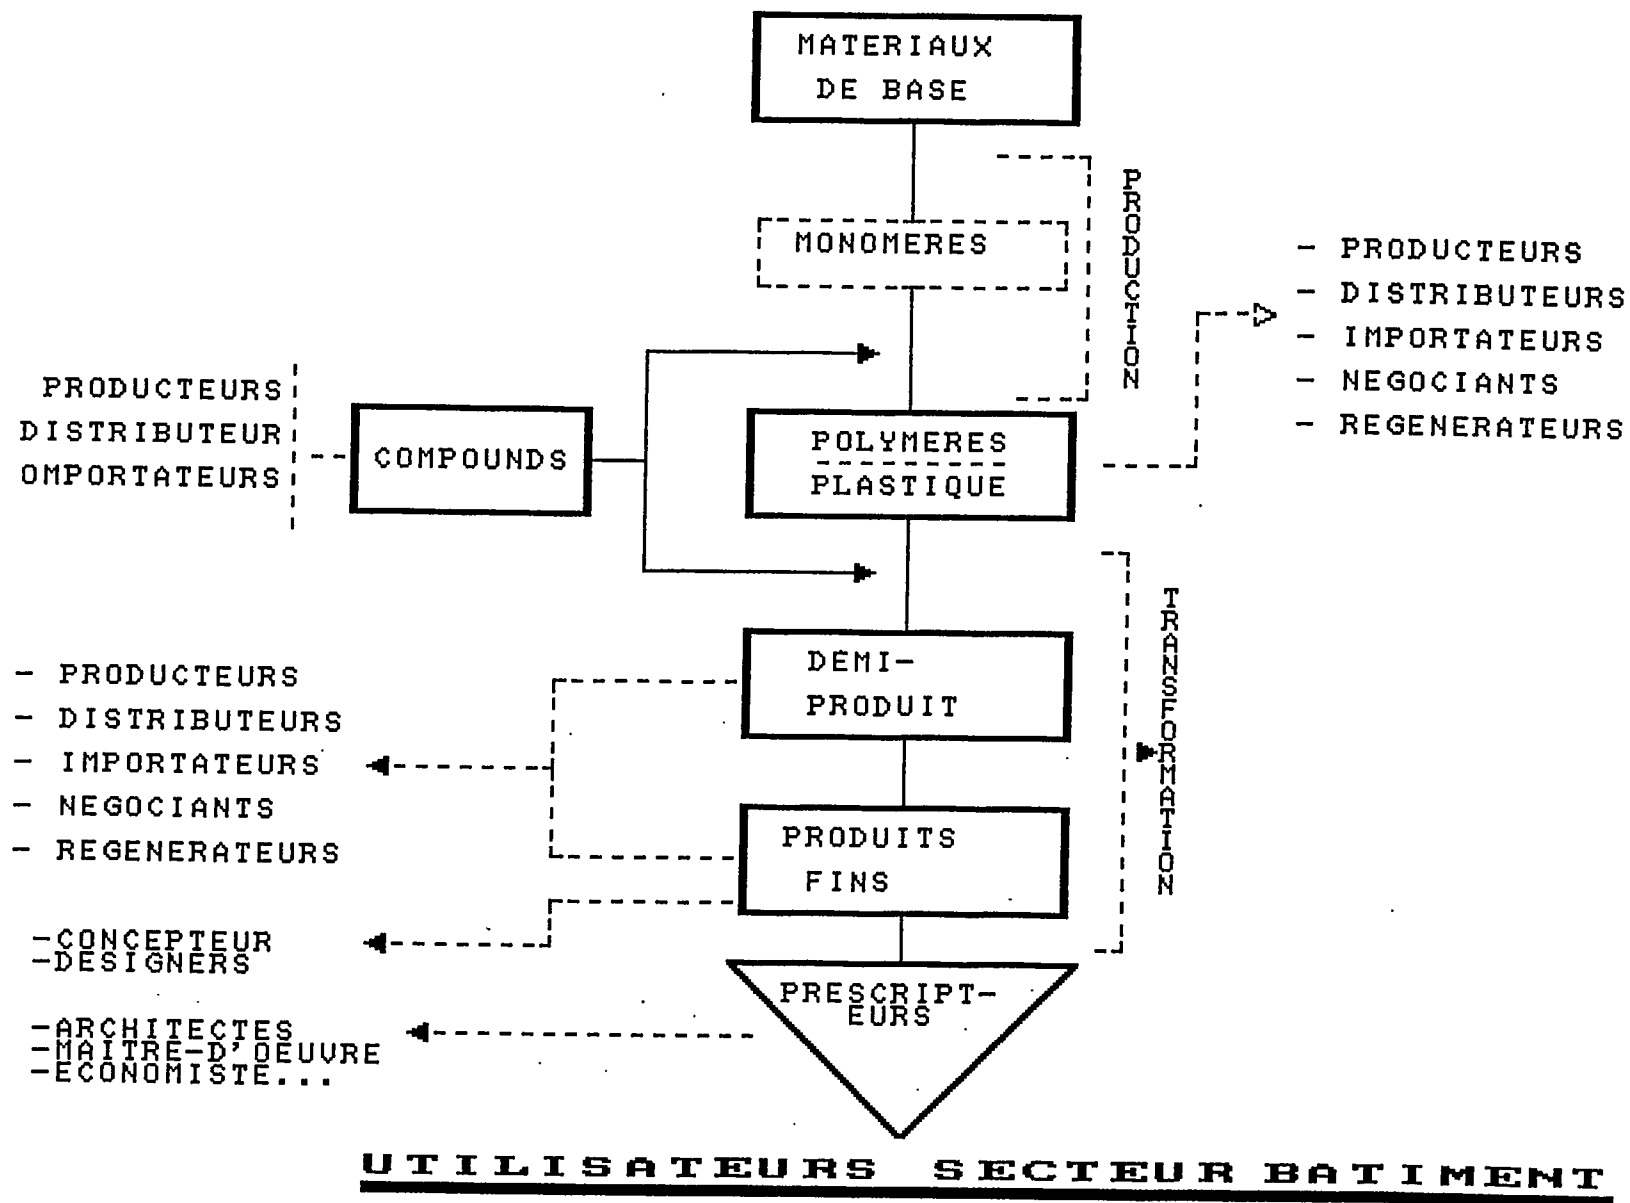 MATERIAUX
DE BASE
PRODUCTION
MONOMERES
- PRODUCTEURS
- DISTRIBUTEURS
- IMPORTATEURS
- NEGOCIANTS
- REGENERATEURS
PRODUCTEURS
DISTRIBUTEUR
OMPORTATEURS
COMPOUNDS
POLYMERES
PLASTIQUE
TRANSFORMATION
DEMI-
PRODUIT
- PRODUCTEURS
- DISTRIBUTEURS
- IMPORTATEURS
- NEGOCIANTS
- REGENERATEURS
PRODUITS
FINS
-CONCEPTEUR
-DESIGNERS
PRESCRIPT-
EURS
-ARCHITECTES
-MAITRE-D'OEUVRE
-ECONOMISTE...
UTILISATEURS SECTEUR BATIMENT